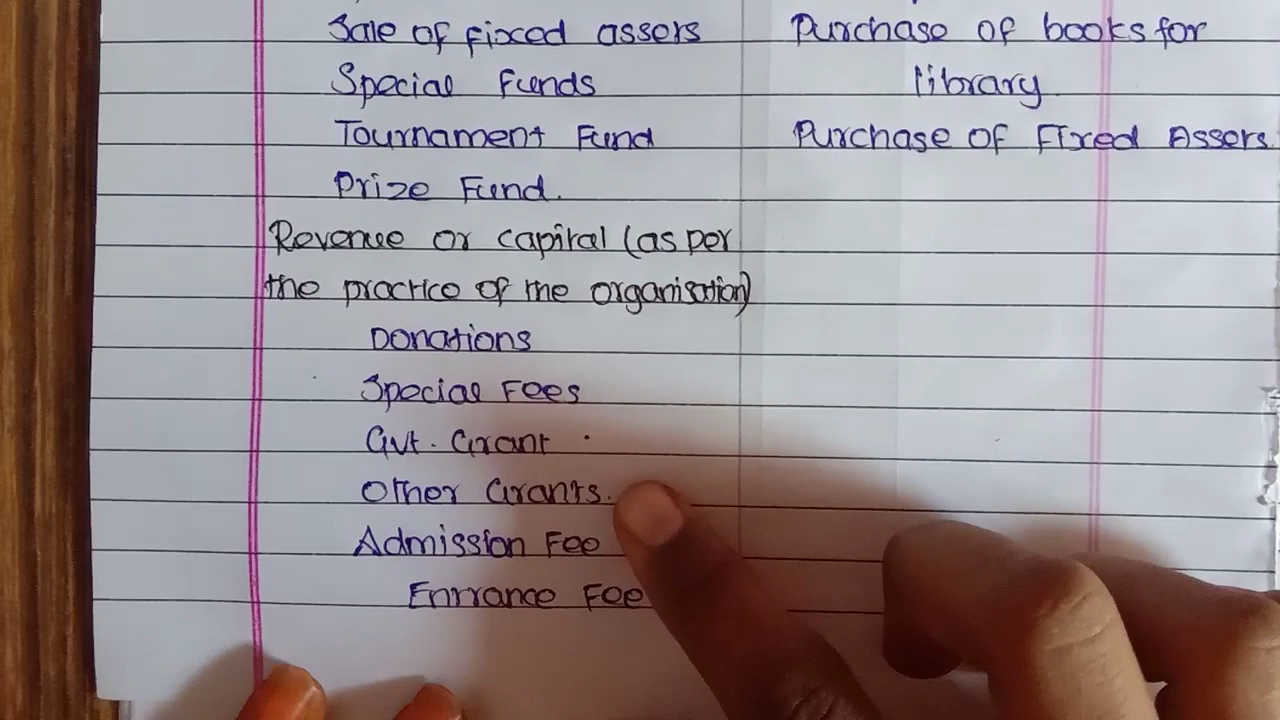 Sale of fixed assets
Special Funds
Tournament Fund
Prize Fund.
Revenue or capital (as per
the practice of the organisation)
Donations
Special Fees
Gvt. Grant
Other Grants.
Admission Fee
Entrance Fee
Purchase of books for
library
Purchase of Fixed Assets.